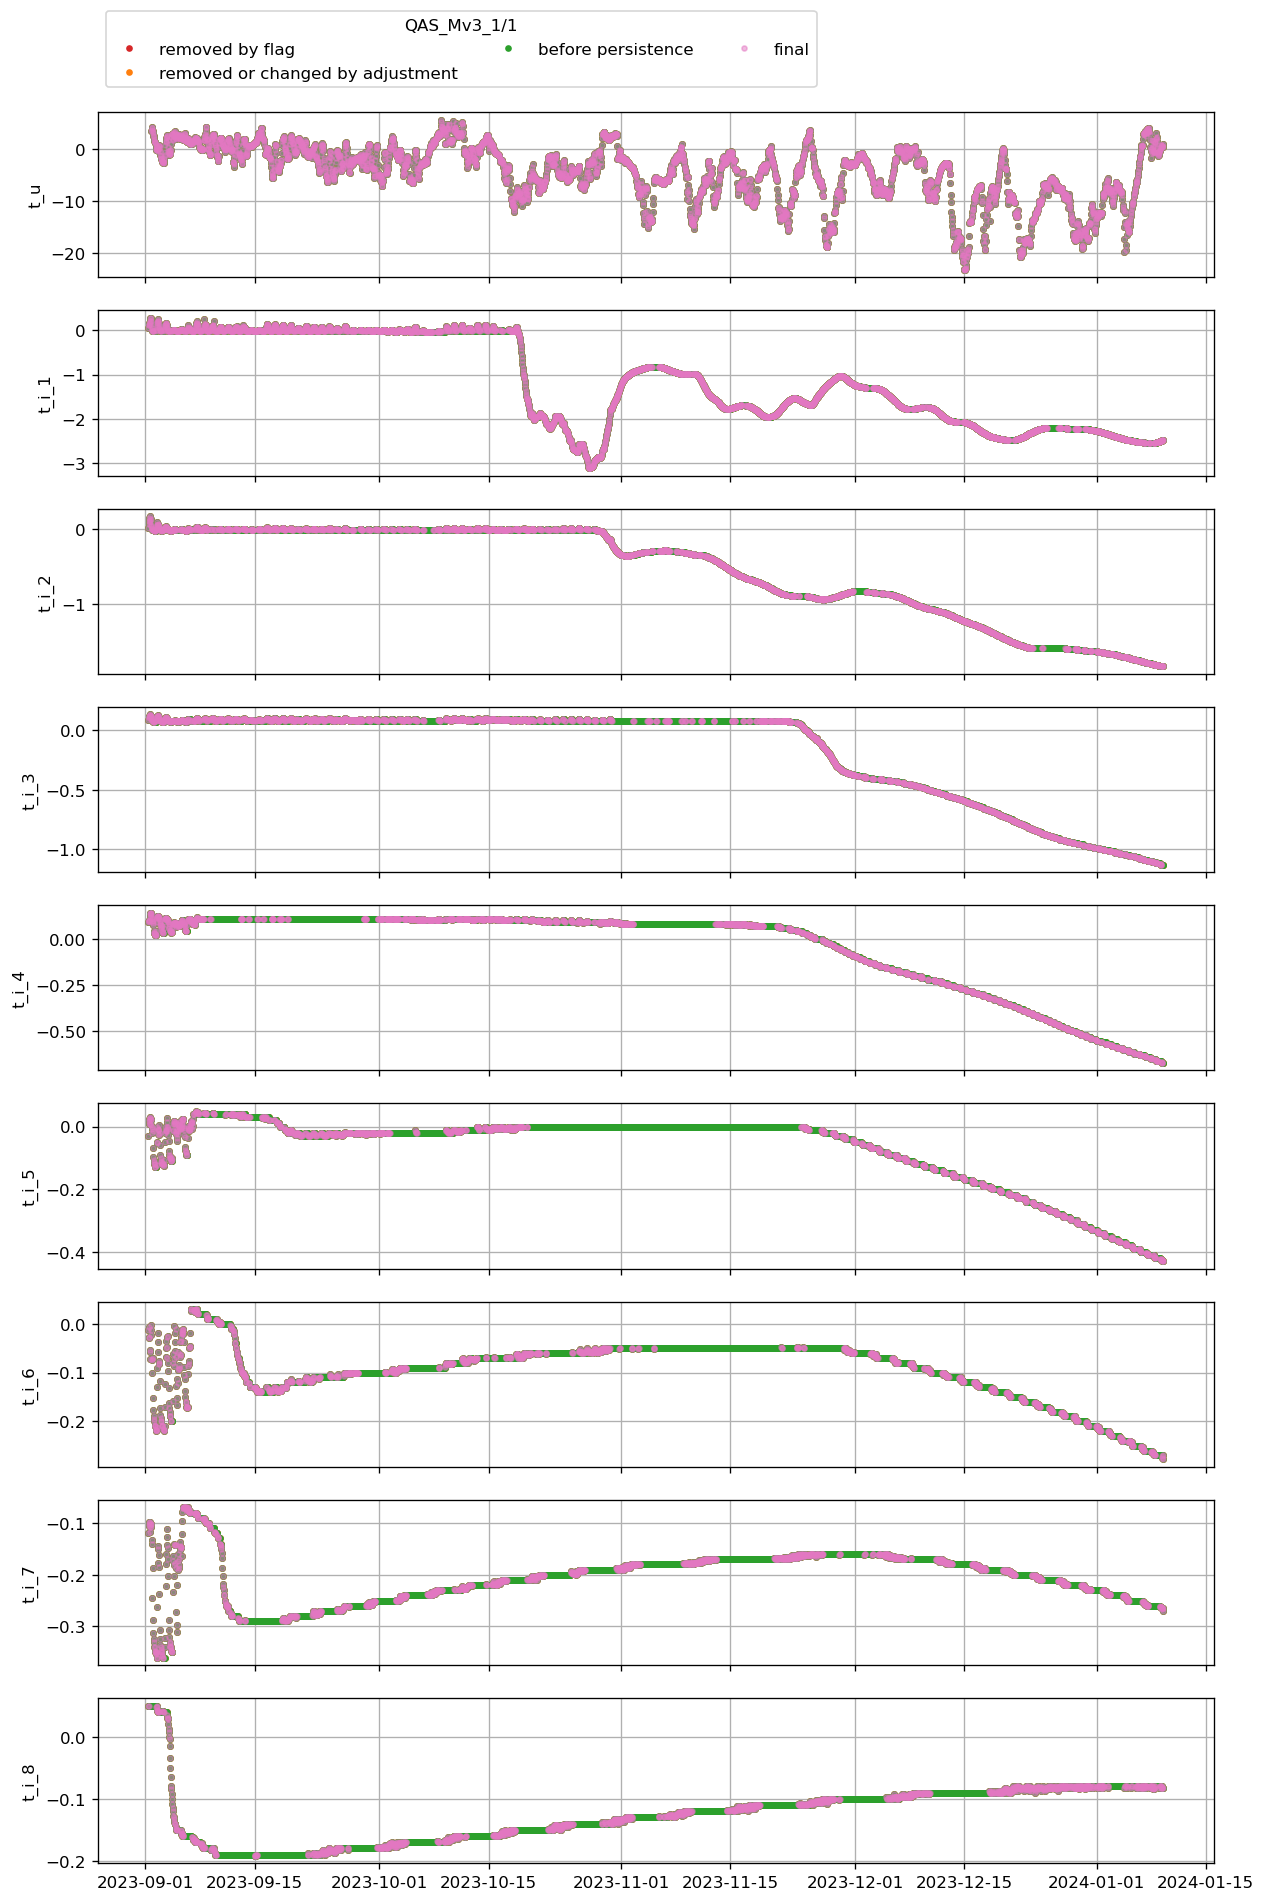 QAS_Mv3_1/1
removed by flag before persistence final
removed or changed by adjustment
0
−10
−20
t_u
0
−1
−2
−3
t_i_1
0
−1
t_i_2
0.0
−0.5
−1.0
t_i_3
0.00
−0.25
−0.50
t_i_4
0.0
−0.2
−0.4
t_i_5
0.0
−0.1
−0.2
t_i_6
−0.1
−0.2
−0.3
t_i_7
0.0
−0.1
−0.2
t_i_8
2023-09-01 2023-09-15 2023-10-01 2023-10-15 2023-11-01 2023-11-15 2023-12-01 2023-12-15 2024-01-01 2024-01-15